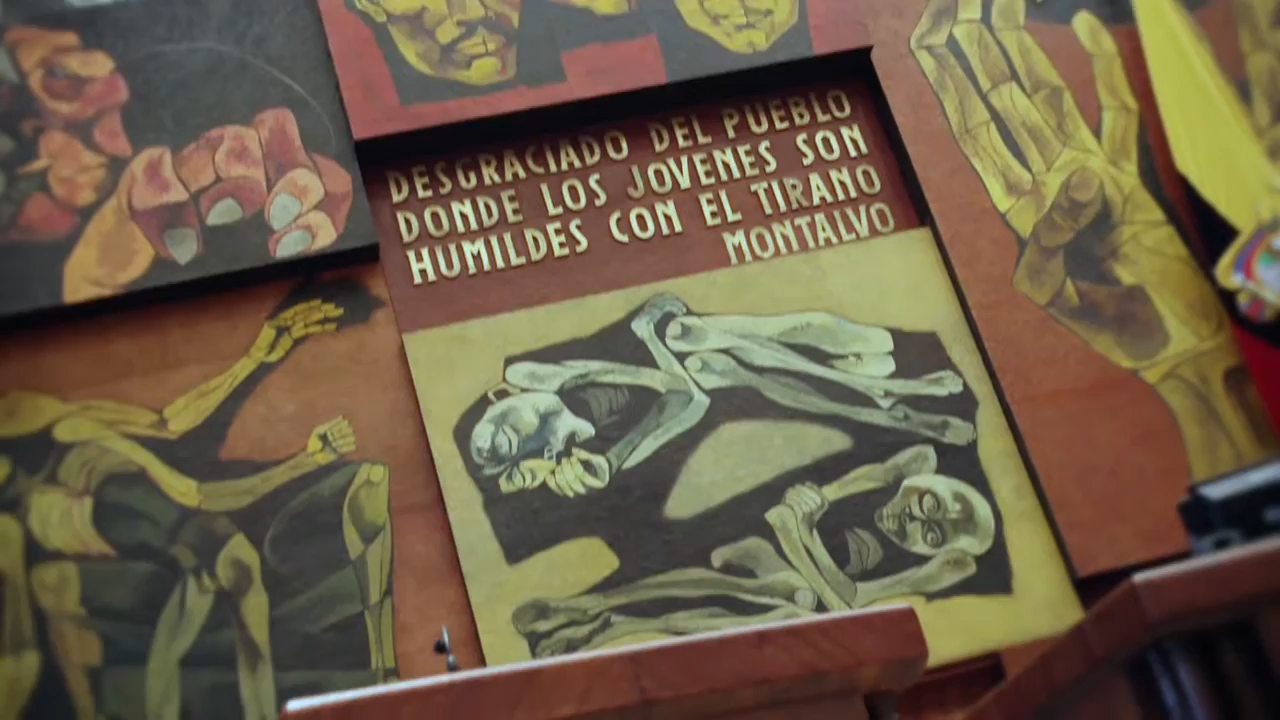 DESGRACIADO DEL PUEBLO
DONDE LOS JOVENES SON
HUMILDES CON EL TIRANO
MONTALVO